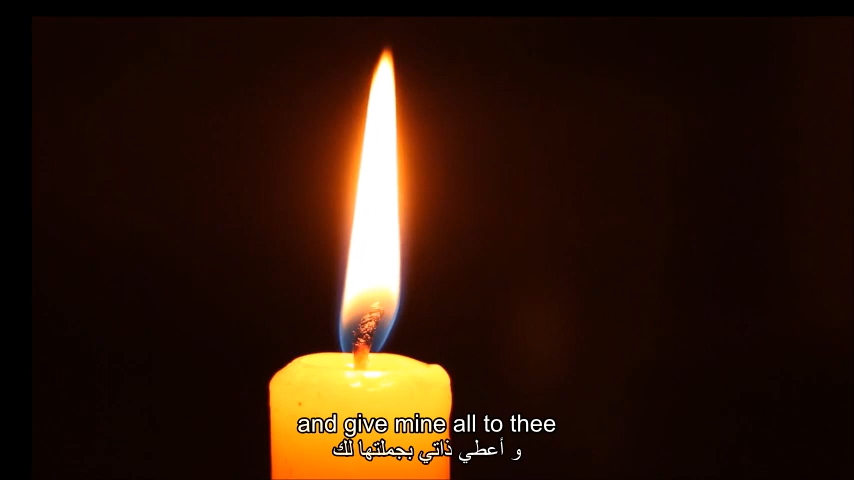 and give mine all to thee
و أعطي ذاتي بجملتها لك